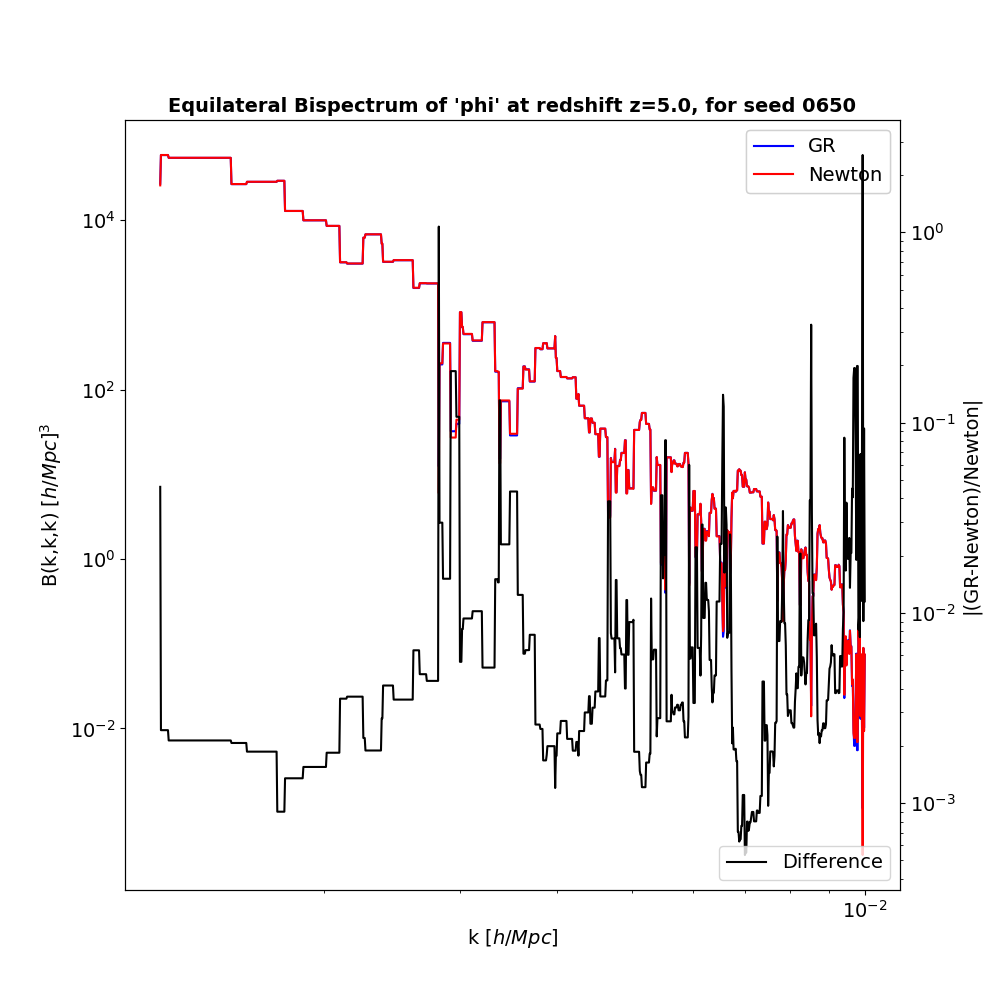 Equilateral Bispectrum of 'phi' at redshift z=5.0, for seed 0650
GR
Newton
10^4
10^2
10^0
10^-2
B(k,k,k) [h/Mpc]^3
10^0
10^-1
10^-2
10^-3
|(GR-Newton)/Newton|
Difference
10^-2
k [h/Mpc]